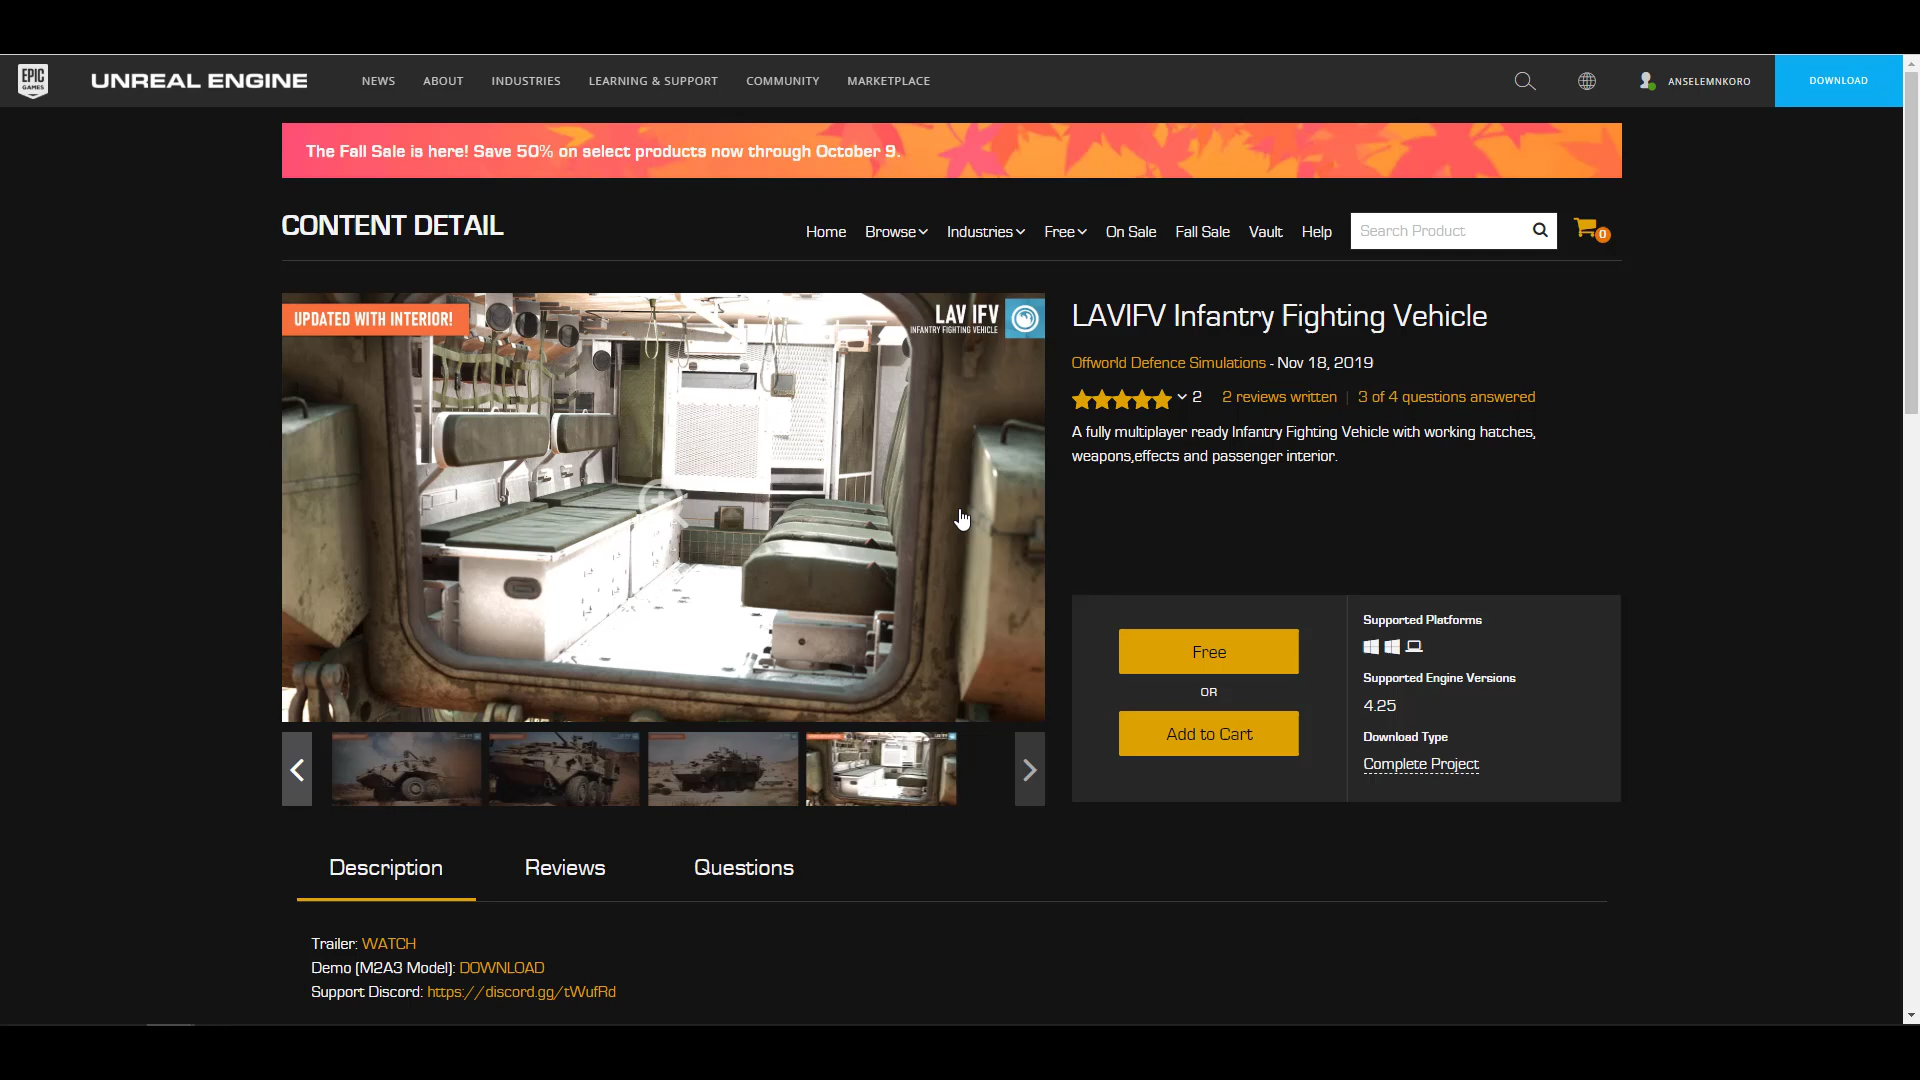 EPIC GAMES
UNREAL ENGINE
NEWS ABOUT INDUSTRIES LEARNING & SUPPORT COMMUNITY MARKETPLACE
ANSELEMNKORO
DOWNLOAD
The Fall Sale is here! Save 50% on select products now through October 9.
CONTENT DETAIL
Home Browse Industries Free On Sale Fall Sale Vault Help
Search Product
0
UPDATED WITH INTERIOR!
LAV IFV
INFANTRY FIGHTING VEHICLE
LAVIFV Infantry Fighting Vehicle
Offworld Defence Simulations - Nov 18, 2019
2 2 reviews written | 3 of 4 questions answered
A fully multiplayer ready Infantry Fighting Vehicle with working hatches,
weapons,effects and passenger interior.
Free
OR
Add to Cart
Supported Platforms
Supported Engine Versions
4.25
Download Type
Complete Project
Description Reviews Questions
Trailer: WATCH
Demo (M2A3 Model): DOWNLOAD
Support Discord: https://discord.gg/tWufRd